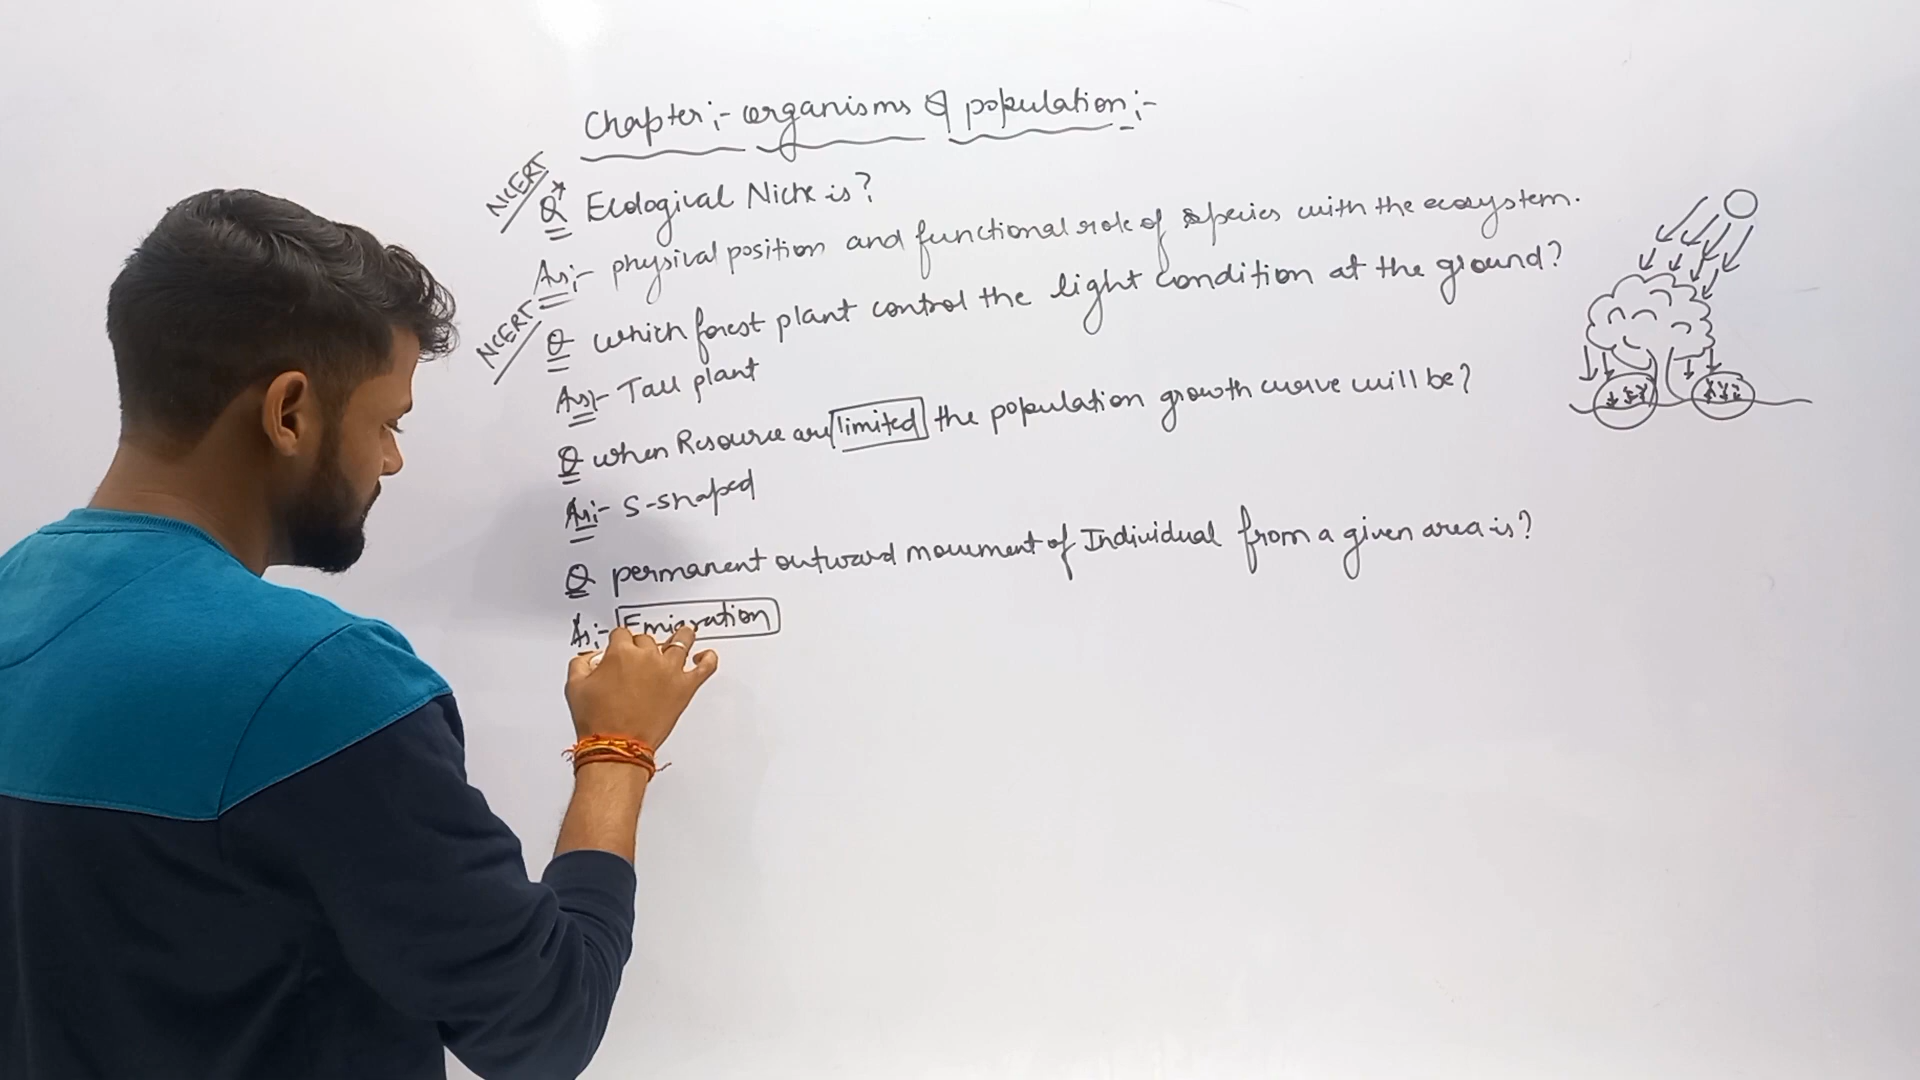 Chapter:- organisms & population:-
NCERT
Q* Ecological Niche is?
Ans:- physical position and functional role of species with the ecosystem.
NCERT
Q which forest plant control the light condition at the ground?
Ans:- Tall plant
Q when Resource are limited the population growth curve will be?
Ans:- S-shaped
Q permanent outward movement of Individual from a given area is?
As:- Emigration